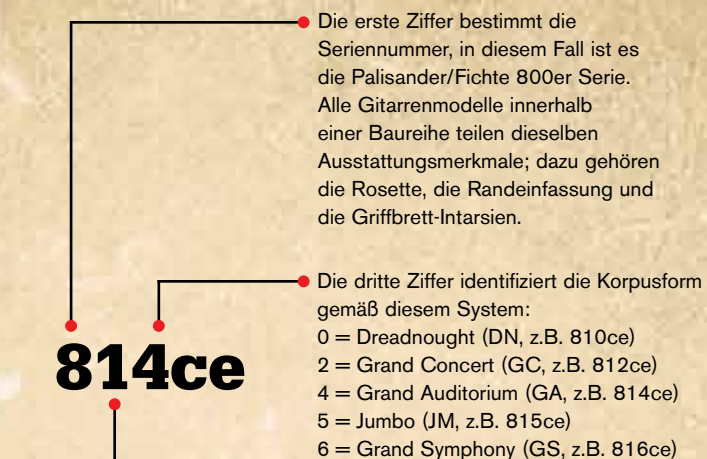 Die erste Ziffer bestimmt die
Seriennummer, in diesem Fall ist es
die Palisander/Fichte 800er Serie.
Alle Gitarrenmodelle innerhalb
einer Baureihe teilen dieselben
Ausstattungsmerkmale; dazu gehören
die Rosette, die Randeinfassung und
die Griffbrett-Intarsien.
Die dritte Ziffer identifiziert die Korpusform
gemäß diesem System:
0 = Dreadnought (DN, z.B. 810ce)
2 = Grand Concert (GC, z.B. 812ce)
4 = Grand Auditorium (GA, z.B. 814ce)
5 = Jumbo (JM, z.B. 815ce)
6 = Grand Symphony (GS, z.B. 816ce)
814ce